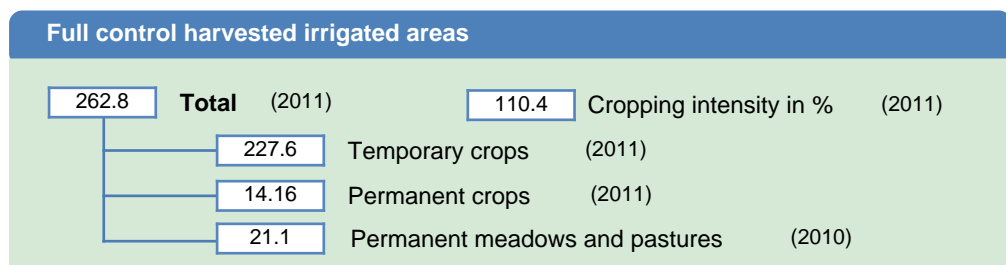 Full control harvested irrigated areas
262.8 Total (2011) 110.4 Cropping intensity in % (2011)
227.6 Temporary crops (2011)
14.16 Permanent crops (2011)
21.1 Permanent meadows and pastures (2010)